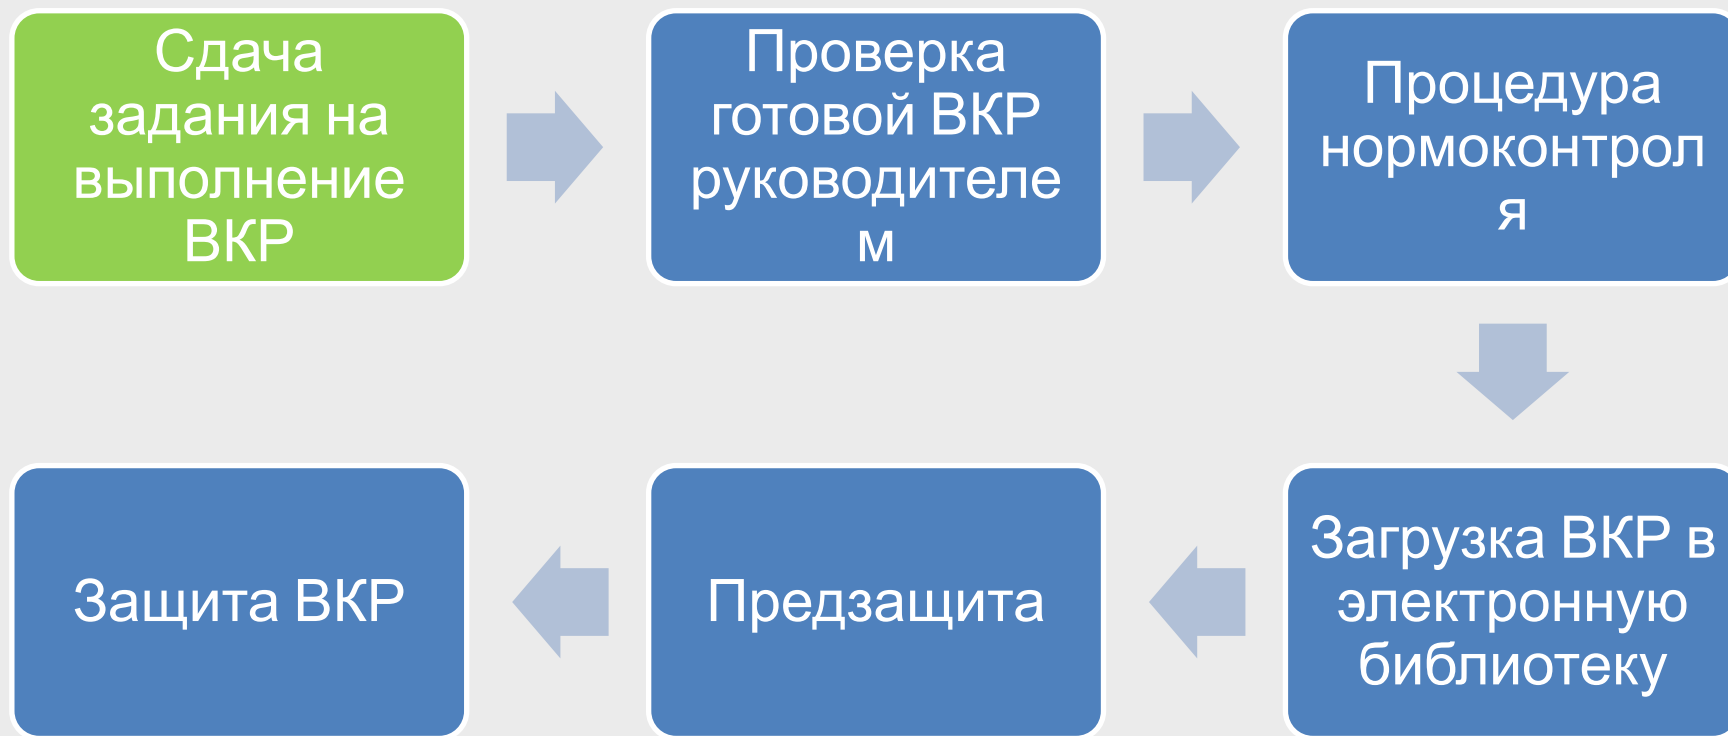 Сдача
задания на
выполнение
ВКР
Проверка
готовой ВКР
руководителе
м
Процедура
нормоконтрол
я
Загрузка ВКР в
электронную
библиотеку
Предзащита
Защита ВКР